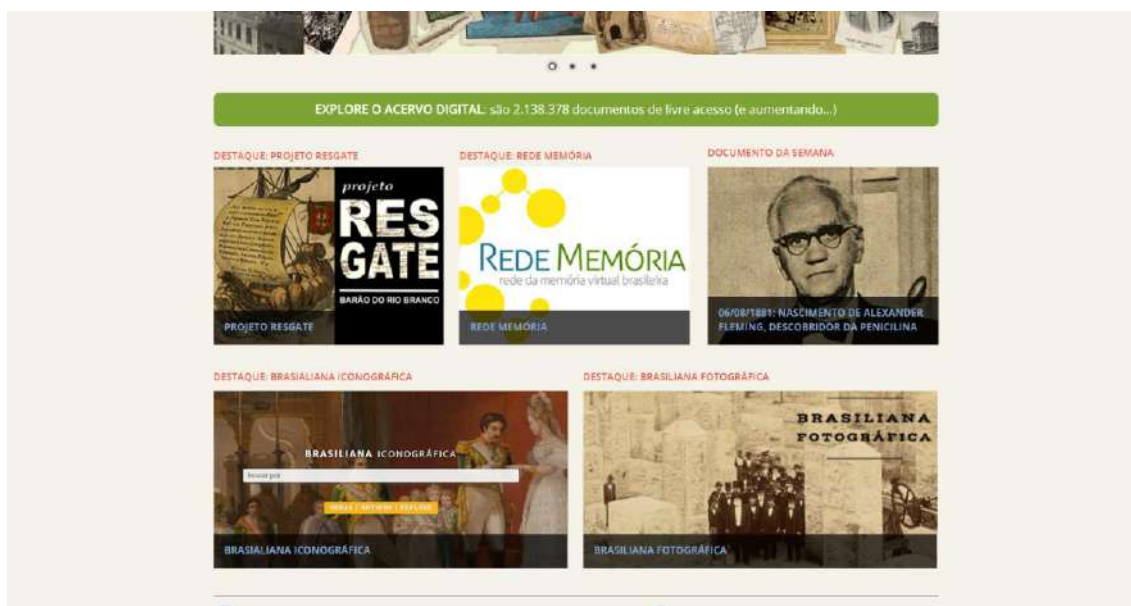 EXPLORE O ACERVO DIGITAL: são 2.138.378 documentos de livre acesso (e aumentando...)
DESTAQUE: PROJETO RESGATE
projeto
RES
GATE
BARÃO DO RIO BRANCO
PROJETO RESGATE
DESTAQUE: REDE MEMÓRIA
REDE MEMÓRIA
rede da memória virtual brasileira
REDE MEMÓRIA
DOCUMENTO DA SEMANA
06/08/1881: NASCIMENTO DE ALEXANDER
FLEMING, DESCOBRIDOR DA PENICILINA
DESTAQUE: BRASIALIANA ICONOGRÁFICA
BRASILIANA ICONOGRÁFICA
buscar por
BRASIALIANA ICONOGRÁFICA
DESTAQUE: BRASILIANA FOTOGRÁFICA
BRASILIANA
FOTOGRÁFICA
BRASILIANA FOTOGRÁFICA